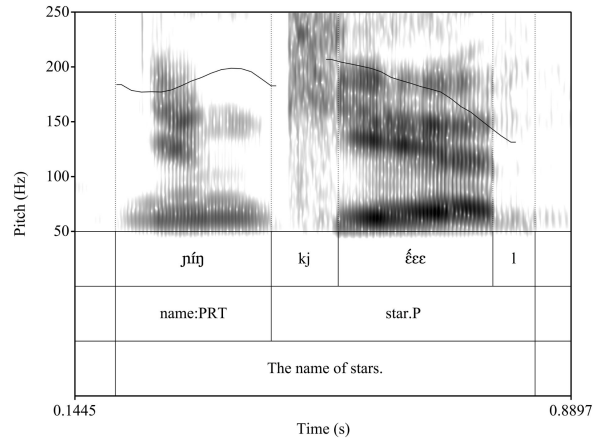 250
200
150
100
50
Pitch (Hz)
ɲíŋ kj ɛ́ɛɛ l
name:PRT star.P
The name of stars.
0.1445 0.8897
Time (s)